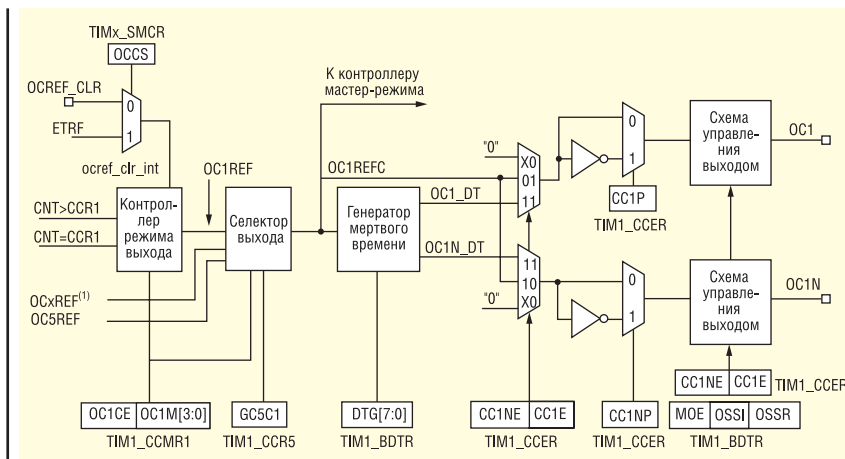 TIMx_SMCR
OCCS
OCREF_CLR
0
ETRF
1
ocref_clr_int
К контроллеру
мастер-режима
OC1REF
OC1REFC
CNT>CCR1
CNT=CCR1
Контрол-
лер
режима
выхода
Селектор
выхода
Генератор
мертвого
времени
OCxREF(1)
OC5REF
OC1_DT
OC1N_DT
"0"
X0
01
11
11
10
X0
"0"
0
1
CC1P
TIM1_CCER
0
1
Схема
управле-
ния
выходом
OC1
Схема
управле-
ния
выходом
OC1N
OC1CE OC1M[3:0]
TIM1_CCMR1
GC5C1
TIM1_CCR5
DTG[7:0]
TIM1_BDTR
CC1NE CC1E
TIM1_CCER
CC1NP
TIM1_CCER
CC1NE CC1E TIM1_CCER
MOE OSSI OSSR
TIM1_BDTR